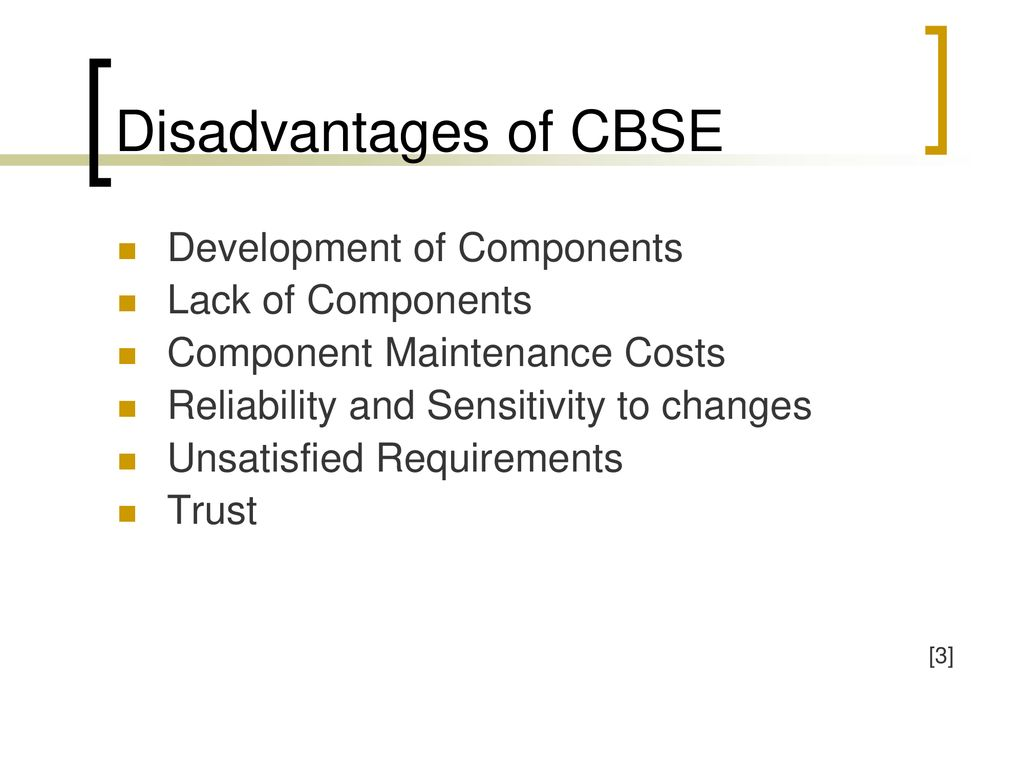 Disadvantages of CBSE
Development of Components
Lack of Components
Component Maintenance Costs
Reliability and Sensitivity to changes
Unsatisfied Requirements
Trust
[3]